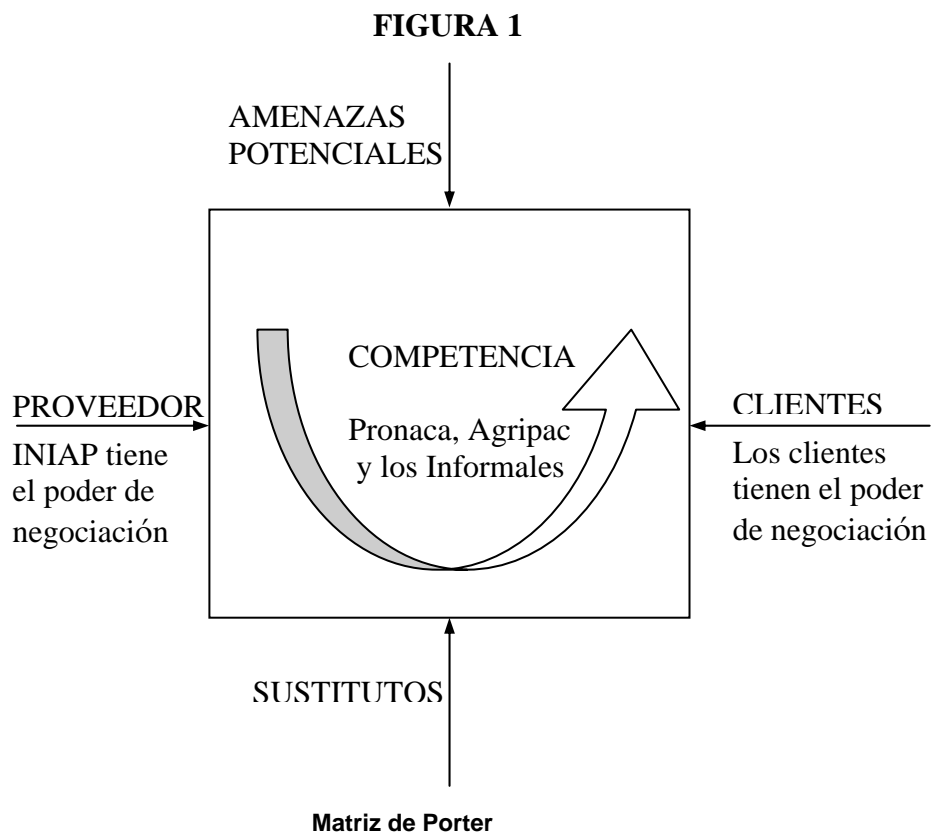 FIGURA 1
AMENAZAS
POTENCIALES
COMPETENCIA
Pronaca, Agripac
y los Informales
PROVEEDOR
INIAP tiene
el poder de
negociación
CLIENTES
Los clientes
tienen el poder
de negociación
SUSTITUTOS
Matriz de Porter